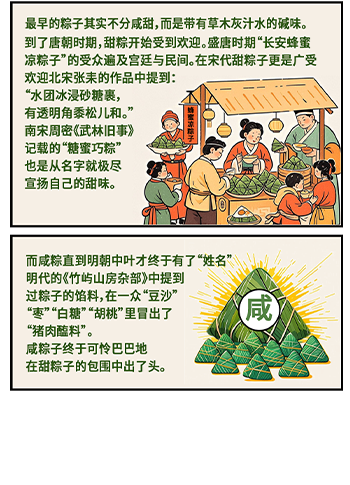 最早的粽子其实不分咸甜，而是带有草木灰汁水的碱味。
到了唐朝时期，甜粽开始受到欢迎。盛唐时期“长安蜂蜜
凉粽子”的受众遍及宫廷与民间。在宋代甜粽子更是广受
欢迎北宋张耒的作品中提到：
“水团冰浸砂糖裹，
有透明角黍松儿和。”
南宋周密《武林旧事》
记载的“糖蜜巧粽”
也是从名字就极尽
宣扬自己的甜味。
蜂蜜凉粽子
而咸粽直到明朝中叶才终于有了“姓名”
明代的《竹屿山房杂部》中提到
过粽子的馅料，在一众“豆沙”
“枣”“白糖”“胡桃”里冒出了
“猪肉醢料”。
咸粽子终于可怜巴巴地
在甜粽子的包围中出了头。
咸